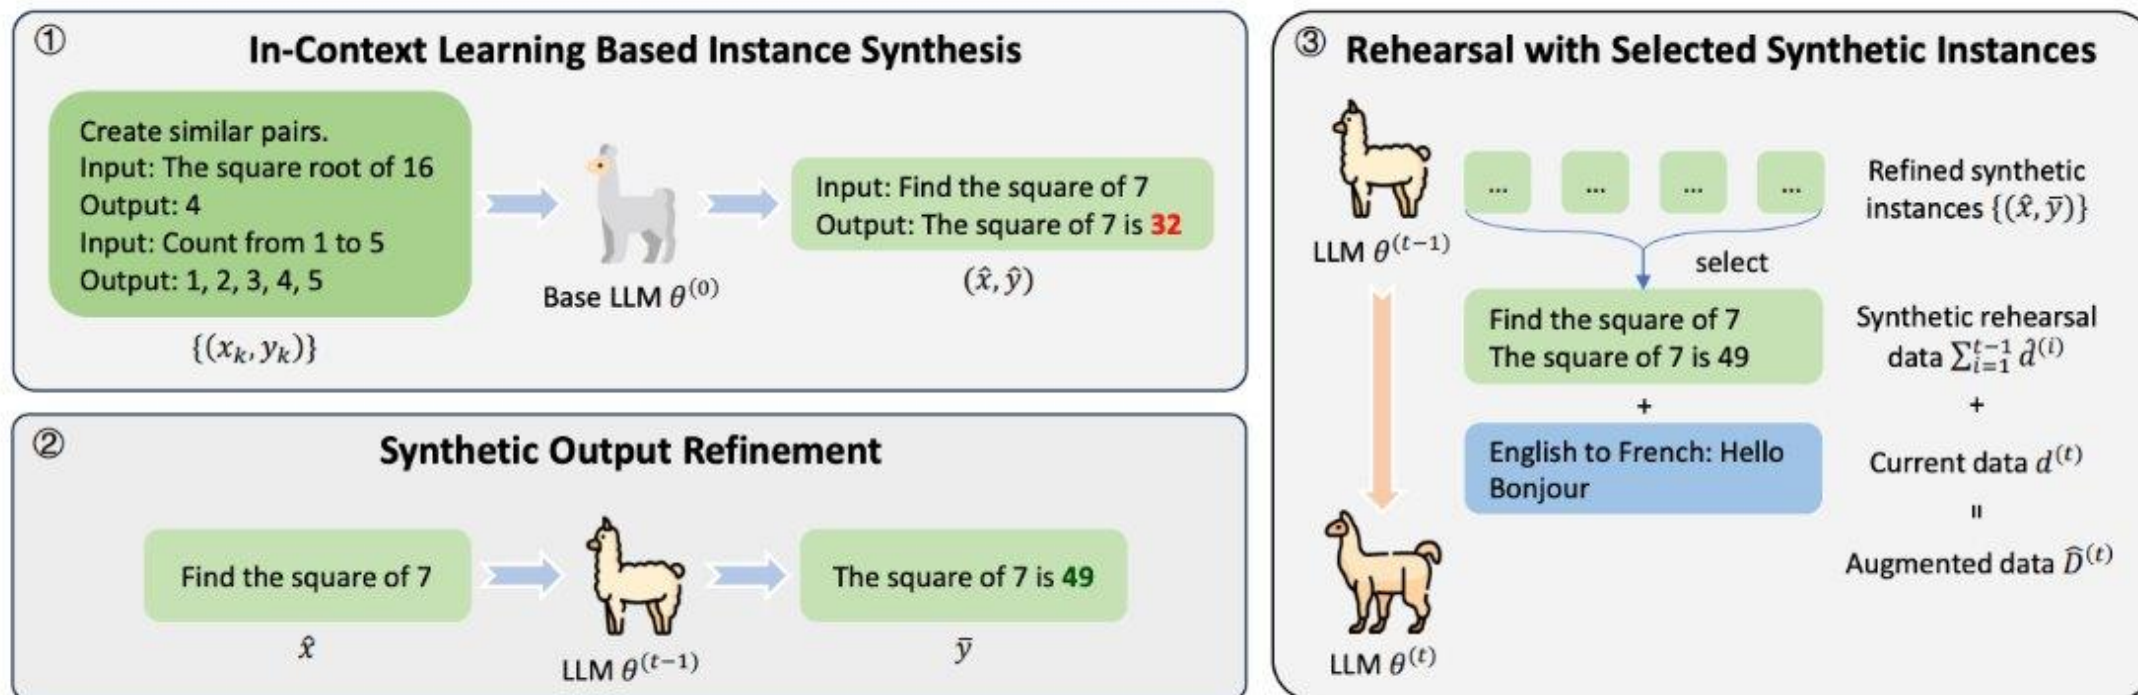 ①
In-Context Learning Based Instance Synthesis
Create similar pairs.
Input: The square root of 16
Output: 4
Input: Count from 1 to 5
Output: 1, 2, 3, 4, 5
{(xₖ, yₖ)}
Base LLM θ⁽⁰⁾
Input: Find the square of 7
Output: The square of 7 is 32
(x̂, ŷ)
②
Synthetic Output Refinement
Find the square of 7
x̂
LLM θ⁽ᵗ⁻¹⁾
The square of 7 is 49
ȳ
③
Rehearsal with Selected Synthetic Instances
LLM θ⁽ᵗ⁻¹⁾
... ... ... ...
Refined synthetic
instances {(x̂, ȳ)}
select
Find the square of 7
The square of 7 is 49
Synthetic rehearsal
data ∑ᵢ₌₁ᵗ⁻¹ d̂⁽ⁱ⁾
+
+
English to French: Hello
Bonjour
Current data d⁽ᵗ⁾
=
Augmented data D̂⁽ᵗ⁾
LLM θ⁽ᵗ⁾